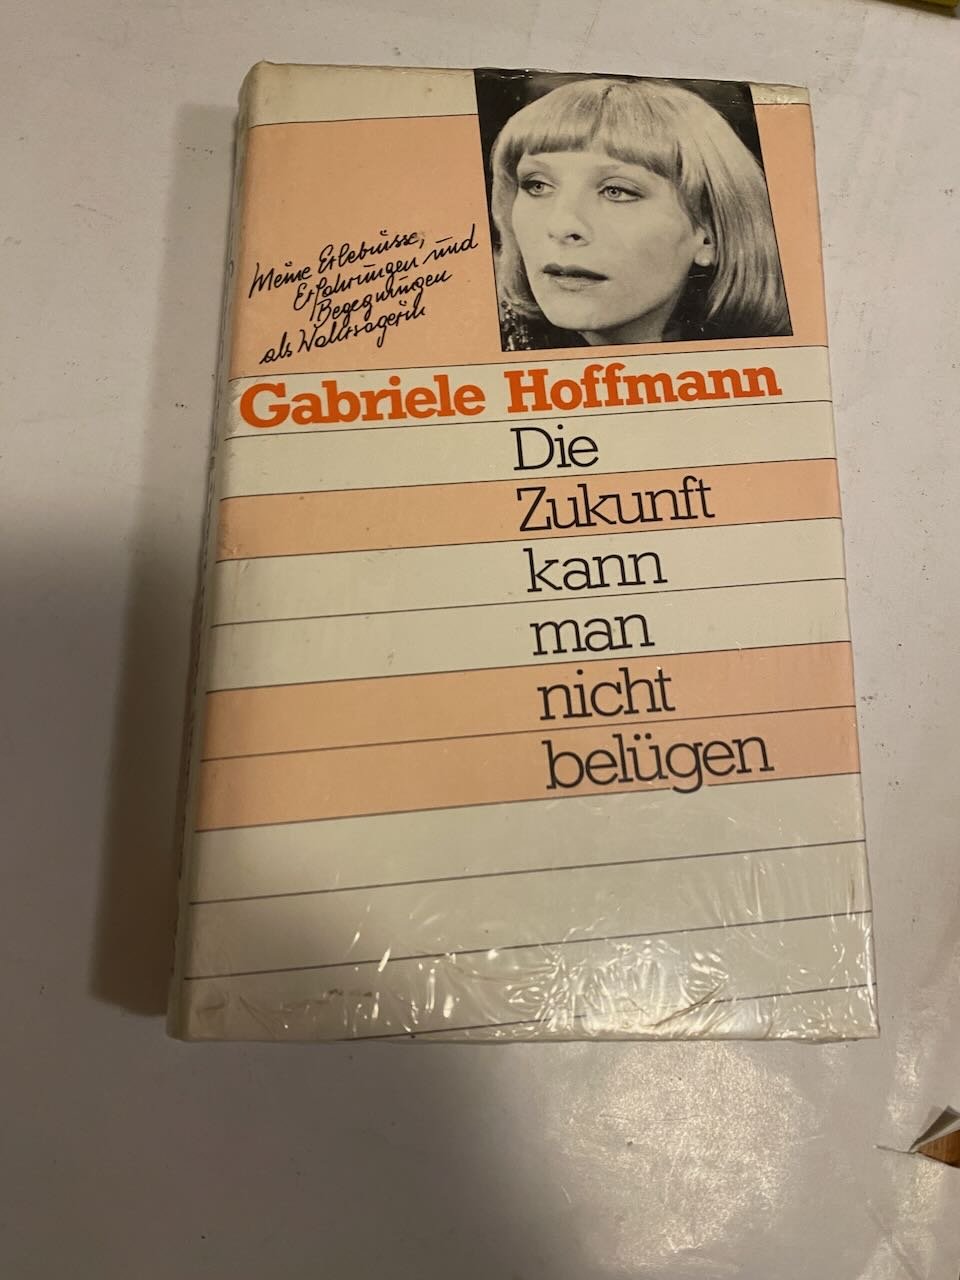 Meine Erlebnisse,
Erfahrungen und
Begegnungen
als Wahrsagerin
Gabriele Hoffmann
Die
Zukunft
kann
man
nicht
belügen